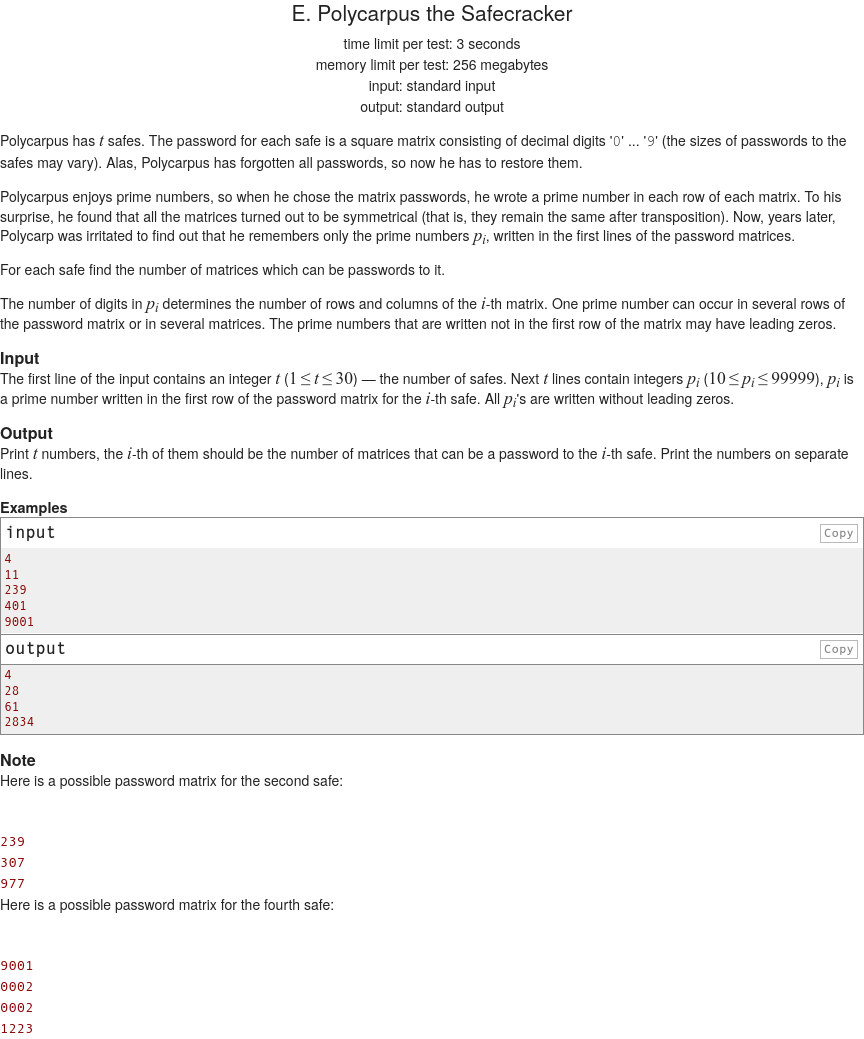 E. Polycarpus the Safecracker
time limit per test: 3 seconds
memory limit per test: 256 megabytes
input: standard input
output: standard output
Polycarpus has t safes. The password for each safe is a square matrix consisting of decimal digits '0' ... '9' (the sizes of passwords to the
safes may vary). Alas, Polycarpus has forgotten all passwords, so now he has to restore them.
Polycarpus enjoys prime numbers, so when he chose the matrix passwords, he wrote a prime number in each row of each matrix. To his
surprise, he found that all the matrices turned out to be symmetrical (that is, they remain the same after transposition). Now, years later,
Polycarp was irritated to find out that he remembers only the prime numbers pi, written in the first lines of the password matrices.
For each safe find the number of matrices which can be passwords to it.
The number of digits in pi determines the number of rows and columns of the i-th matrix. One prime number can occur in several rows of
the password matrix or in several matrices. The prime numbers that are written not in the first row of the matrix may have leading zeros.
Input
The first line of the input contains an integer t (1 ≤ t ≤ 30) — the number of safes. Next t lines contain integers pi (10 ≤ pi ≤ 99999), pi is
a prime number written in the first row of the password matrix for the i-th safe. All pi's are written without leading zeros.
Output
Print t numbers, the i-th of them should be the number of matrices that can be a password to the i-th safe. Print the numbers on separate
lines.
Examples
input
Copy
4
11
239
401
9001
output
Copy
4
28
61
2834
Note
Here is a possible password matrix for the second safe:
239
307
977
Here is a possible password matrix for the fourth safe:
9001
0002
0002
1223